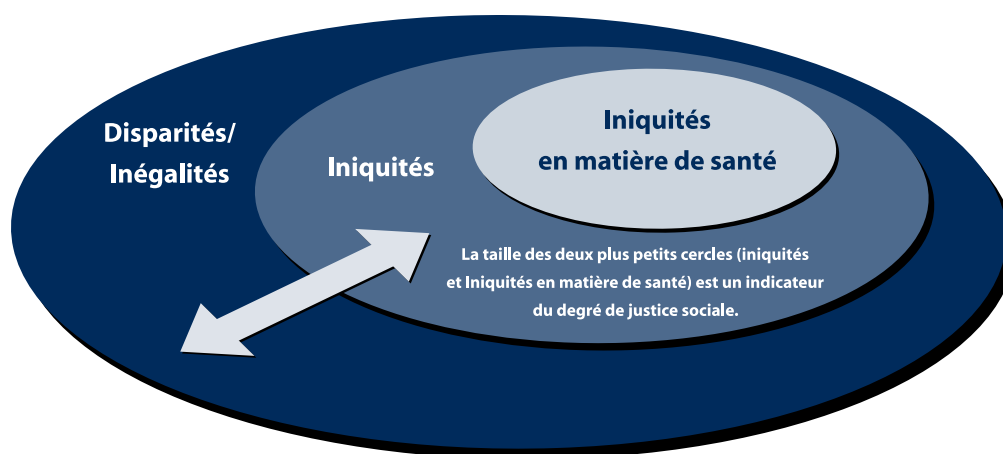 Disparités/
Inégalités
Iniquités
Iniquités
en matière de santé
La taille des deux plus petits cercles (iniquités
et Iniquités en matière de santé) est un indicateur
du degré de justice sociale.